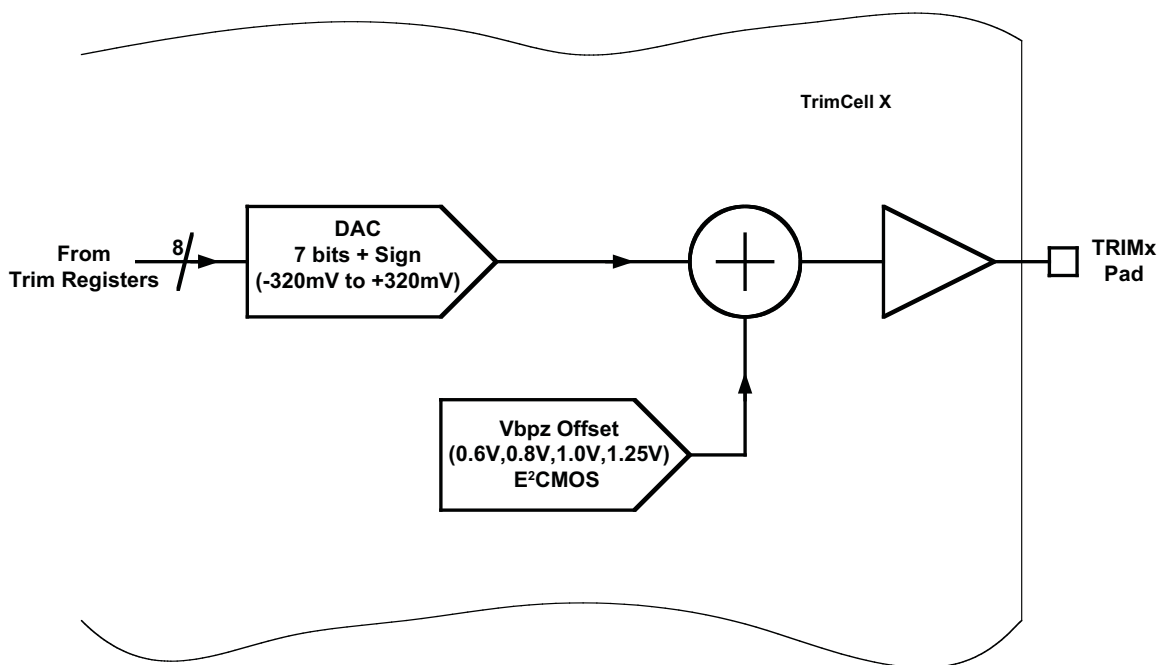 TrimCell X
DAC
7 bits + Sign
(-320mV to +320mV)
8
From
Trim Registers
TRIMx
Pad
Vbpz Offset
(0.6V,0.8V,1.0V,1.25V)
E²CMOS